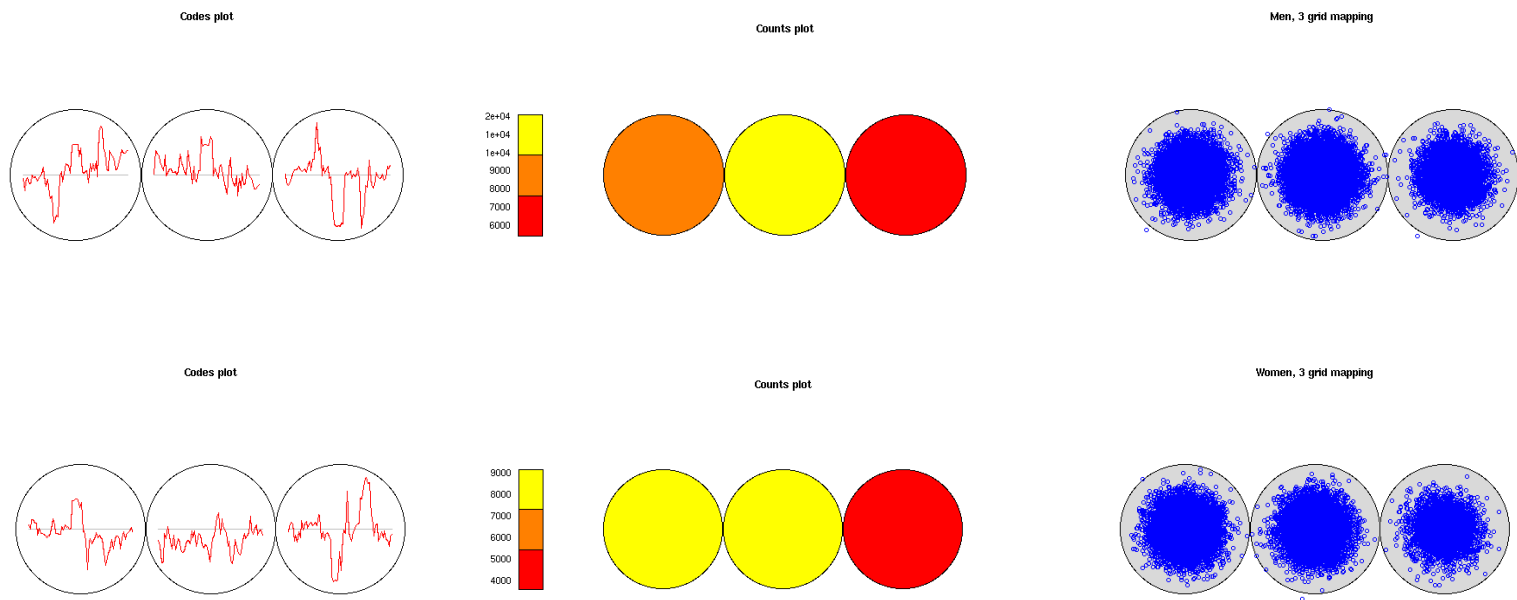 Codes plot
Counts plot
Men, 3 grid mapping
2e+04
1e+04
1e+04
9000
8000
7000
6000
Codes plot
Counts plot
Women, 3 grid mapping
9000
8000
7000
6000
5000
4000